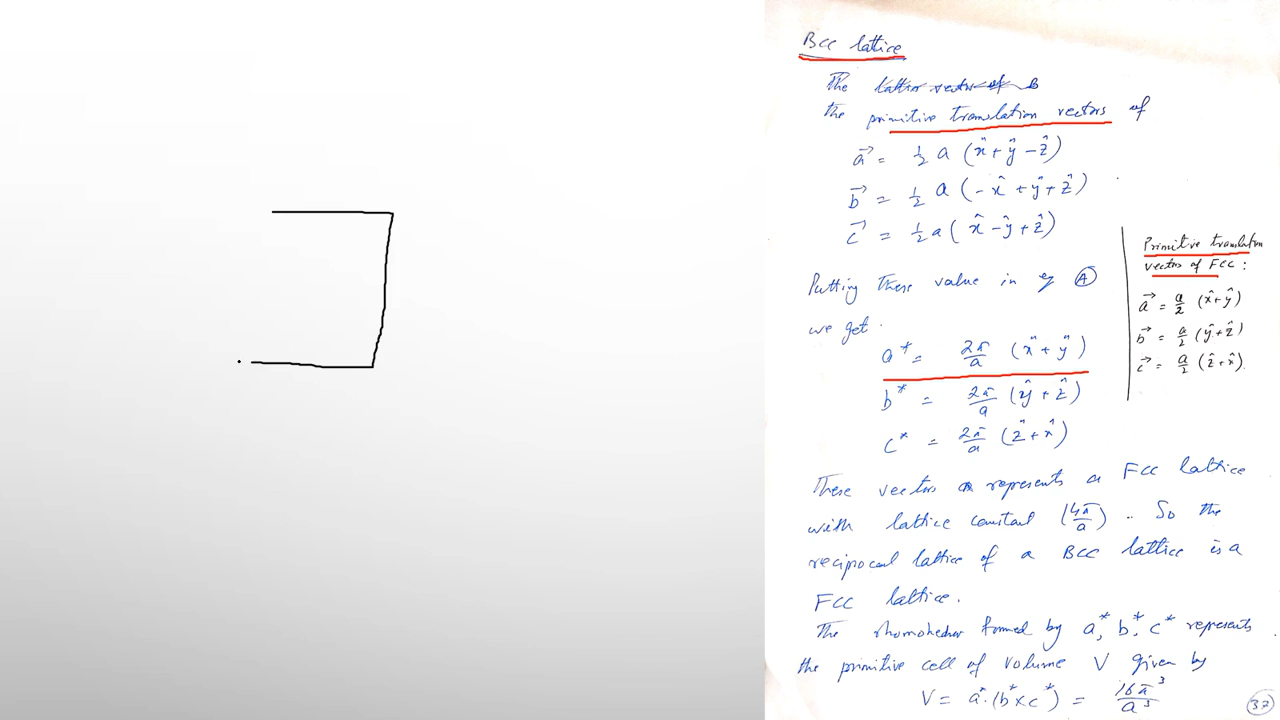 BCC lattice
The lattice vectors of B
the primitive translation vectors of
a⃗ = ½ a (x̂ + ŷ − ẑ)
b⃗ = ½ a (−x̂ + ŷ + ẑ)
c⃗ = ½ a (x̂ − ŷ + ẑ)
Putting these value in eq Ⓐ
we get.
a* = 2π/a (x̂ + ŷ)
b* = 2π/a (ŷ + ẑ)
c* = 2π/a (ẑ + x̂)
Primitive translation
vectors of FCC :
a⃗ = a/2 (x̂+ŷ)
b⃗ = a/2 (ŷ+ẑ)
c⃗ = a/2 (ẑ+x̂).
These vectors represents a FCC lattice
with lattice constant (4π/a). So the
reciprocal lattice of a BCC lattice is a
FCC lattice.
The rhomohedar formed by a*, b*, c* represents
the primitive cell of volume V given by
V = a*.(b* x c*) = 16π³/a³
37